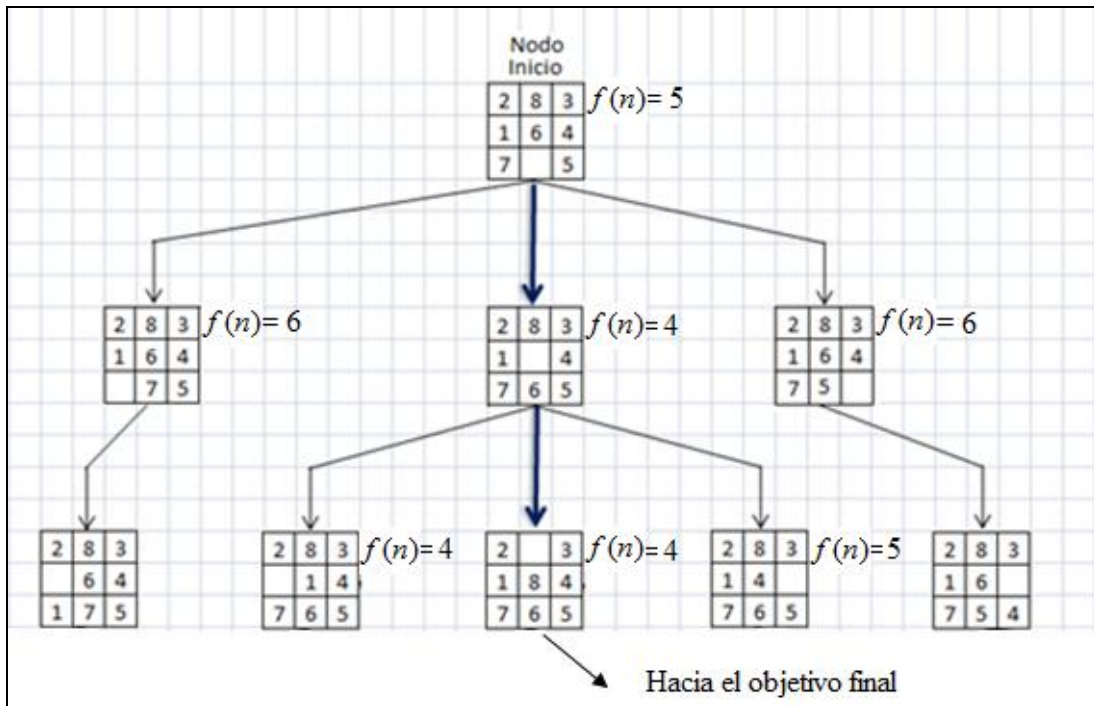 Nodo
Inicio
2 8 3 f(n)= 5
1 6 4
7 5
2 8 3 f(n)= 6
1 6 4
7 5
2 8 3 f(n)= 4
1 4
7 6 5
2 8 3 f(n)= 6
1 6 4
7 5
2 8 3
6 4
1 7 5
2 8 3 f(n)= 4
1 4
7 6 5
2 3 f(n)= 4
1 8 4
7 6 5
2 8 3 f(n)= 5
1 4
7 6 5
2 8 3
1 6
7 5 4
Hacia el objetivo final